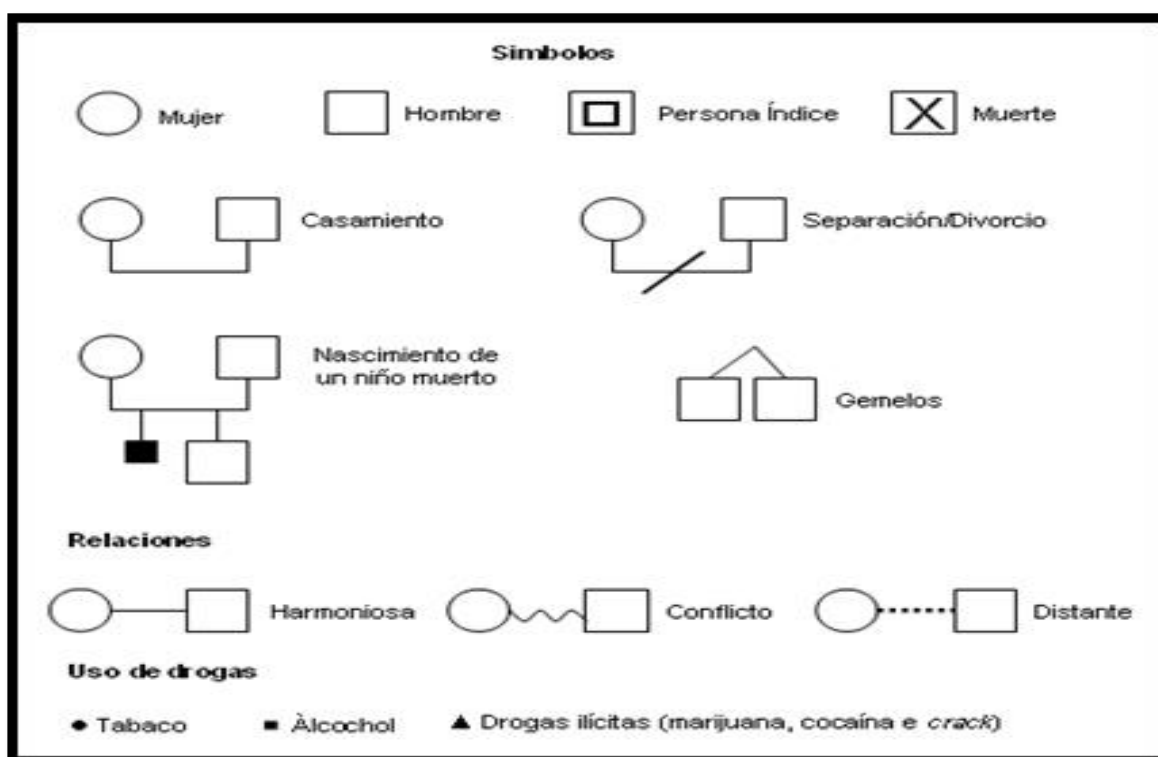 Simbolos
Mujer
Hombre
Persona Índice
Muerte
Casamiento
Separación/Divorcio
Nascimiento de
un niño muerto
Gemelos
Relaciones
Harmoniosa
Conflicto
Distante
Uso de drogas
Tabaco
Àlcochol
Drogas ilícitas (marijuana, cocaína e crack)